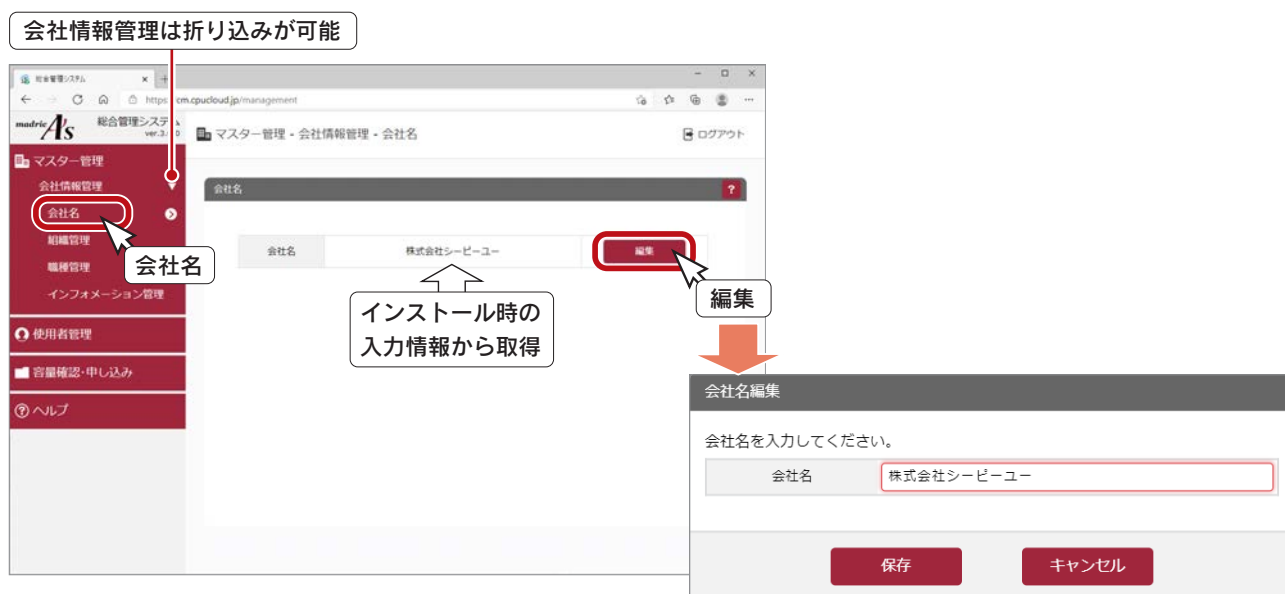 会社情報管理は折り込みが可能
総合管理システム
cm.cpucloud.jp/management
madric A's
総合管理システム
マスター管理 - 会社情報管理 - 会社名
ログアウト
マスター管理
会社情報管理
会社名
組織管理
職種管理
インフォメーション管理
使用者管理
容量確認・申し込み
ヘルプ
会社名
会社名
?
会社名
株式会社シーピーユー
編集
インストール時の
入力情報から取得
編集
会社名編集
会社名を入力してください。
会社名
株式会社シーピーユー
保存
キャンセル